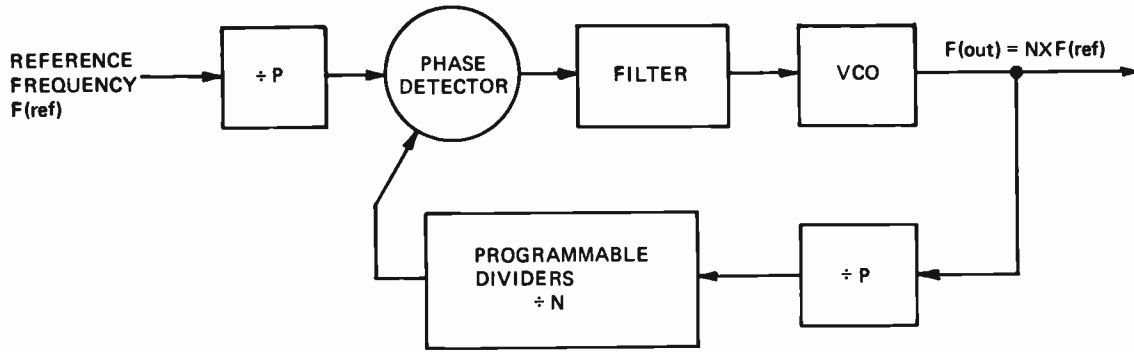 REFERENCE
FREQUENCY
F(ref)
÷ P
PHASE
DETECTOR
FILTER
VCO
F(out) = NXF(ref)
PROGRAMMABLE
DIVIDERS
÷ N
÷ P